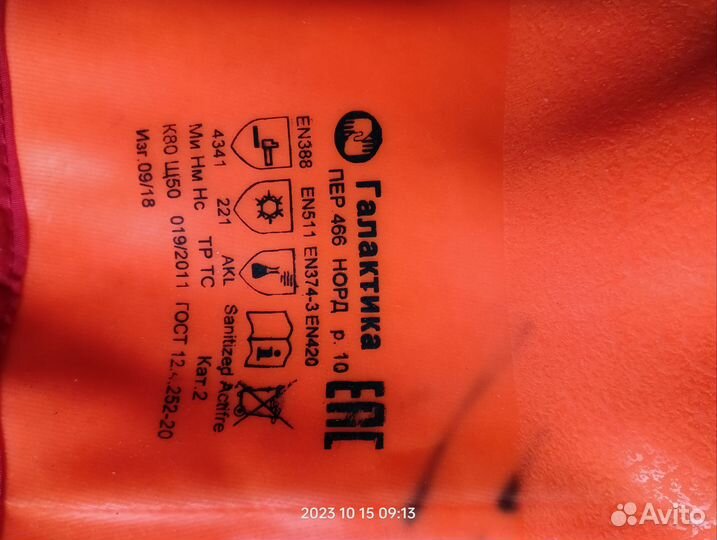 Галактика
ПЕР 466 НОРД р. 10
EAC
EN388 EN511 EN374-3 EN420
4341 221 AKL Sanitized Actifre
Ми Нм Нс ТР ТС Кат.2
К80 Щ50 019/2011 ГОСТ 12.4.252-20
Изг.09/18
2023 10 15 09:13
Avito